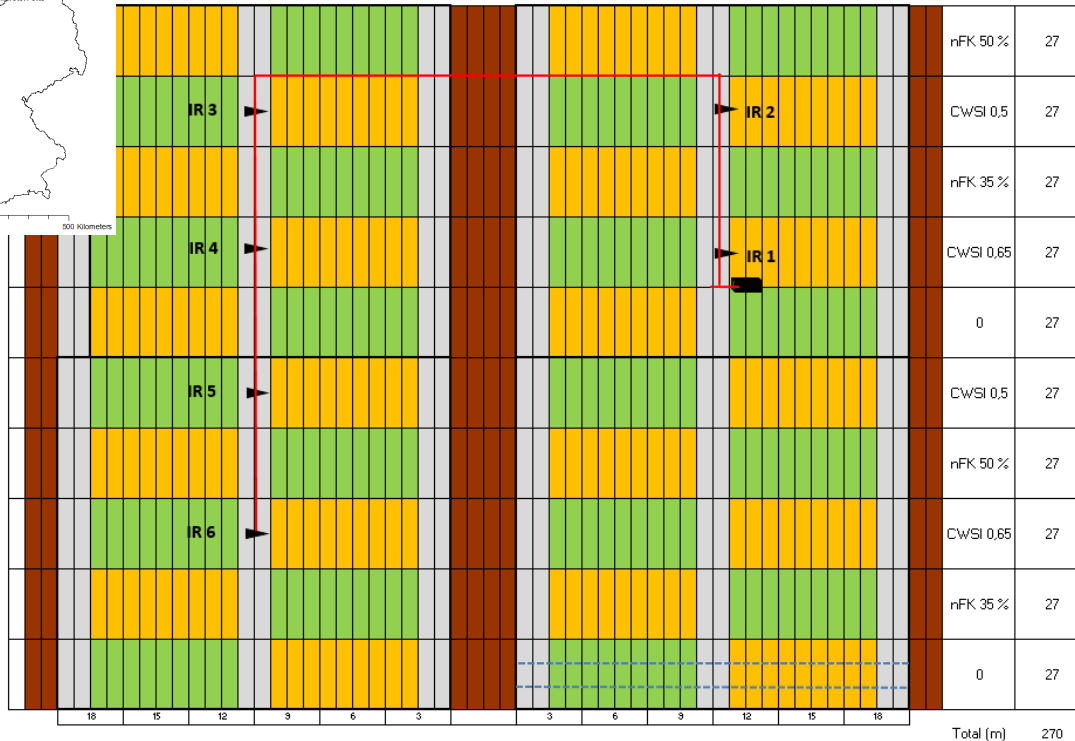 nFK 50 % 27
IR 3 IR 2 CWSI 0,5 27
nFK 35 % 27
500 Kilometers
IR 4 IR 1 CWSI 0,65 27
0 27
IR 5 CWSI 0,5 27
nFK 50 % 27
IR 6 CWSI 0,65 27
nFK 35 % 27
0 27
18 15 12 9 6 3 3 6 9 12 15 18
Total (m) 270